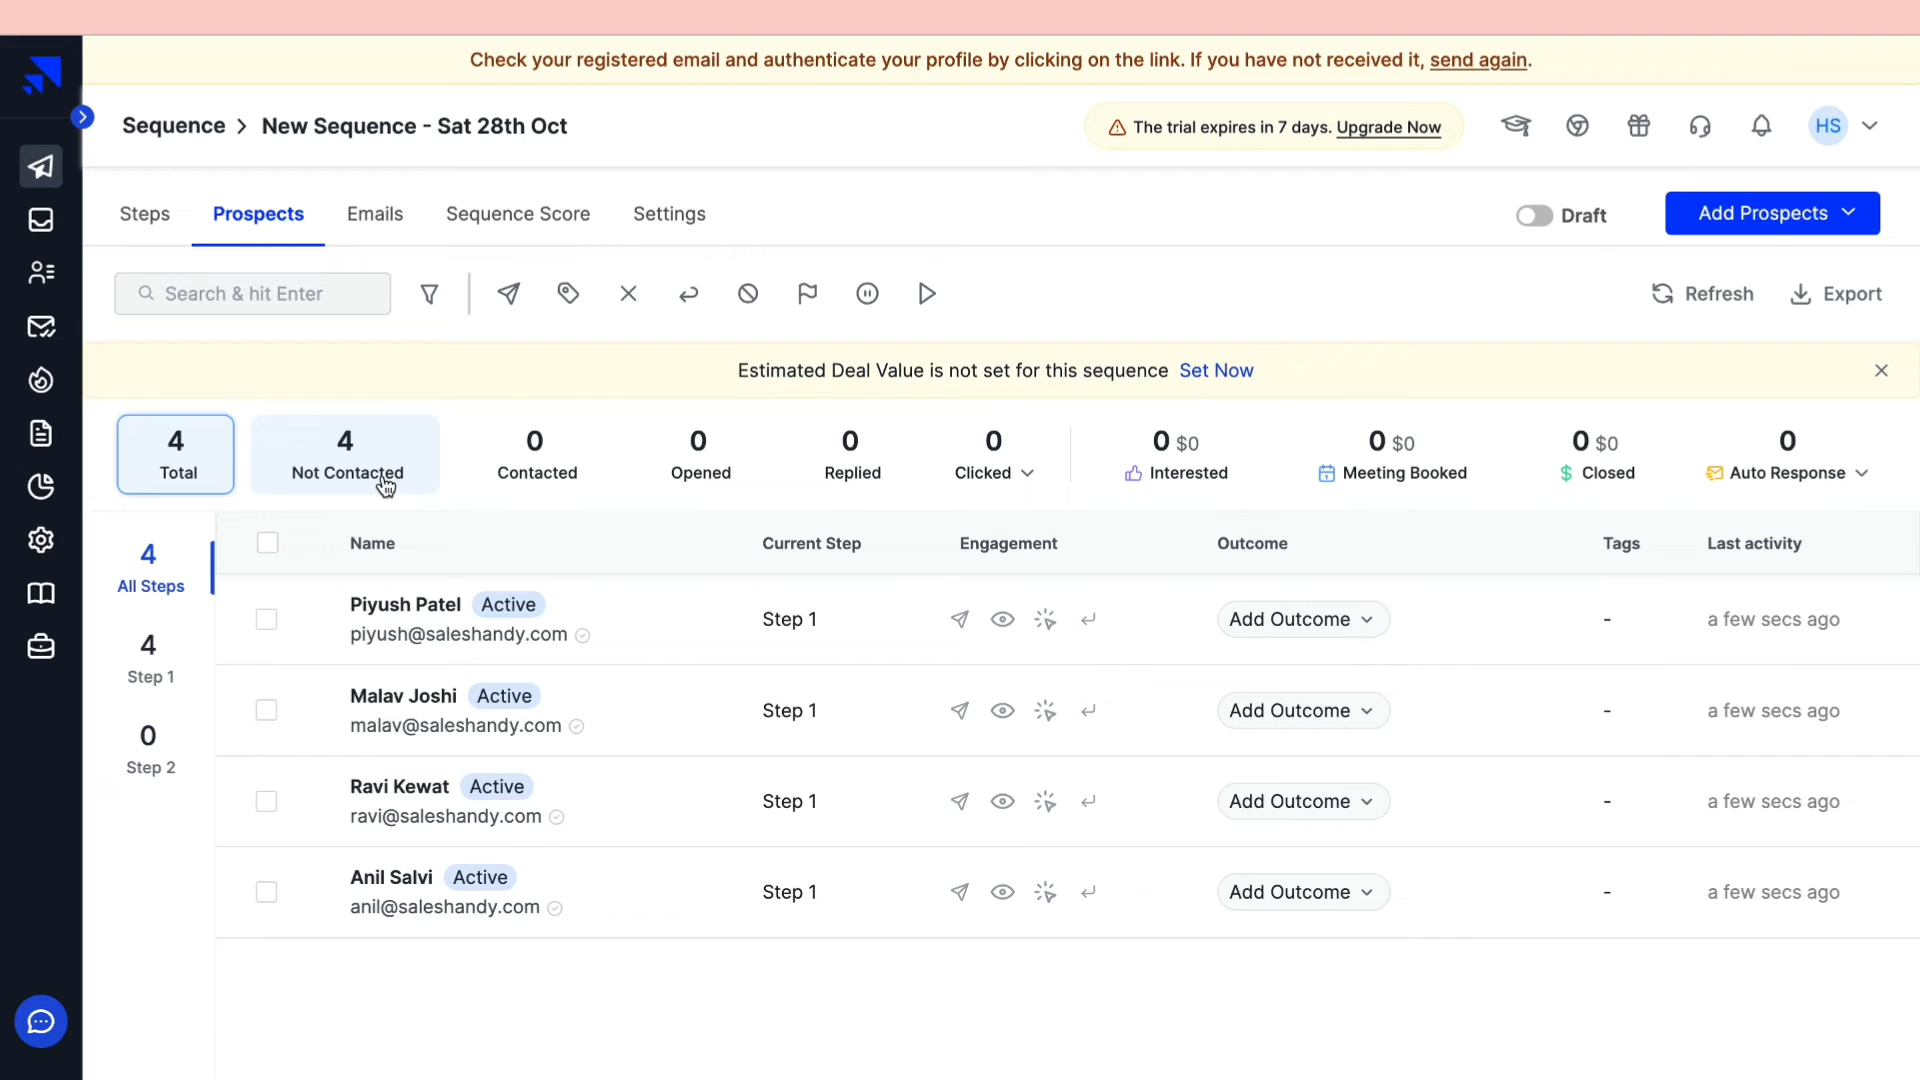 Check your registered email and authenticate your profile by clicking on the link. If you have not received it, send again.
Sequence > New Sequence - Sat 28th Oct
The trial expires in 7 days. Upgrade Now
HS
Steps
Prospects
Emails
Sequence Score
Settings
Draft
Add Prospects
Search & hit Enter
Refresh
Export
Estimated Deal Value is not set for this sequence Set Now
4
Total
4
Not Contacted
0
Contacted
0
Opened
0
Replied
0
Clicked
0 $0
Interested
0 $0
Meeting Booked
0 $0
$ Closed
0
Auto Response
4
All Steps
4
Step 1
0
Step 2
Name
Current Step
Engagement
Outcome
Tags
Last activity
Piyush Patel Active
piyush@saleshandy.com
Step 1
Add Outcome
-
a few secs ago
Malav Joshi Active
malav@saleshandy.com
Step 1
Add Outcome
-
a few secs ago
Ravi Kewat Active
ravi@saleshandy.com
Step 1
Add Outcome
-
a few secs ago
Anil Salvi Active
anil@saleshandy.com
Step 1
Add Outcome
-
a few secs ago